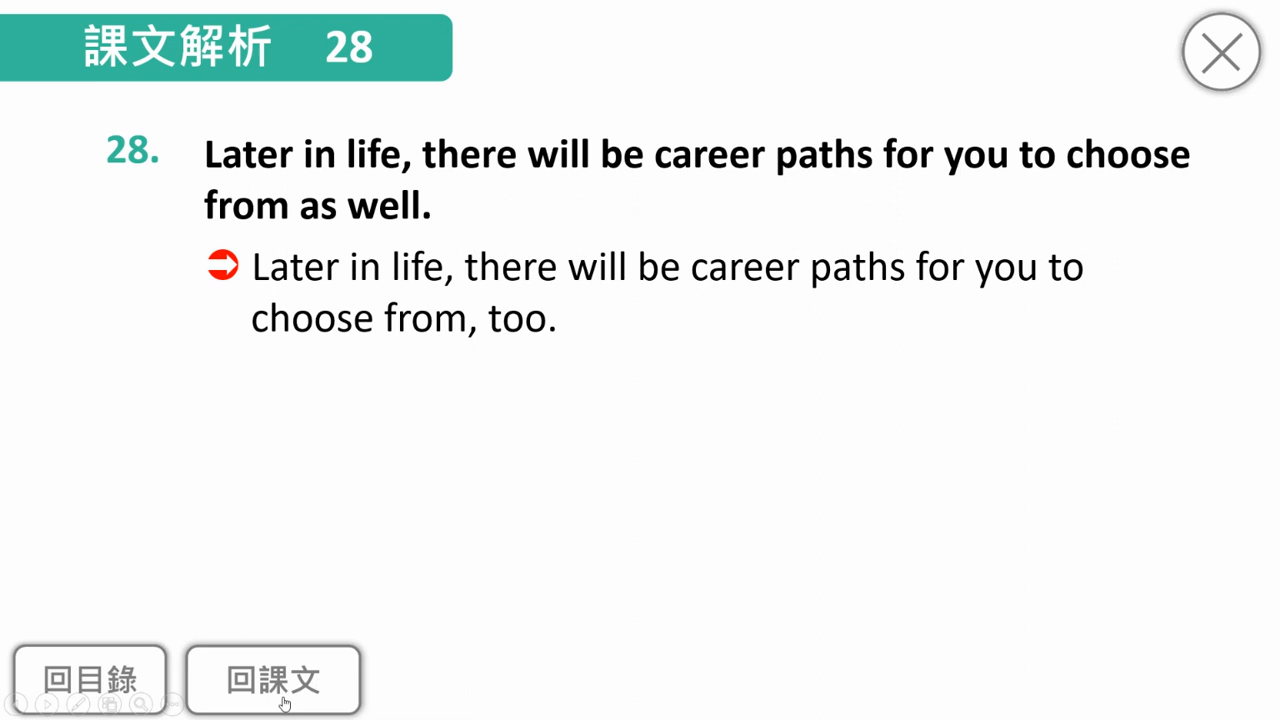 課文解析 28
28. Later in life, there will be career paths for you to choose
from as well.
Later in life, there will be career paths for you to
choose from, too.
回目錄 回課文